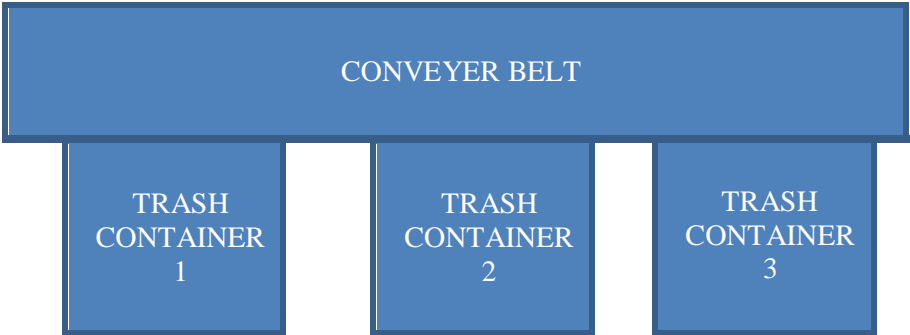 CONVEYER BELT
TRASH
CONTAINER
1
TRASH
CONTAINER
2
TRASH
CONTAINER
3